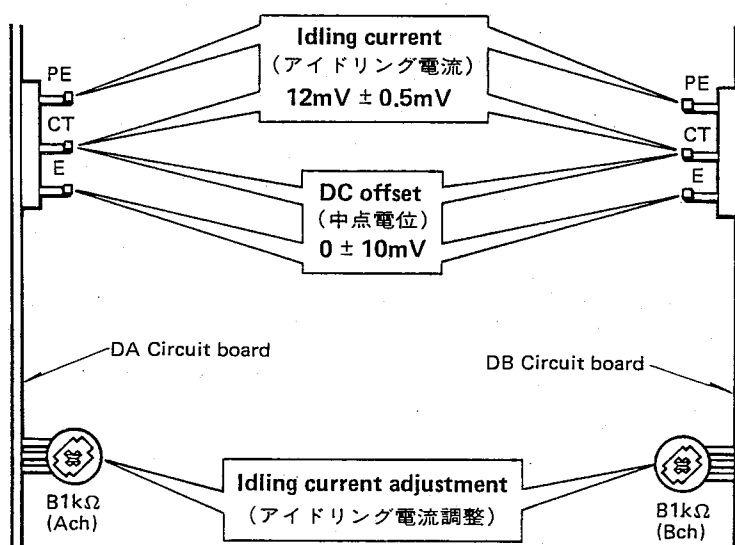 Idling current
(アイドリング電流)
12mV ± 0.5mV
PE
CT
E
PE
CT
E
DC offset
(中点電位)
0 ± 10mV
DA Circuit board
DB Circuit board
Idling current adjustment
(アイドリング電流調整)
B1kΩ
(Ach)
B1kΩ
(Bch)